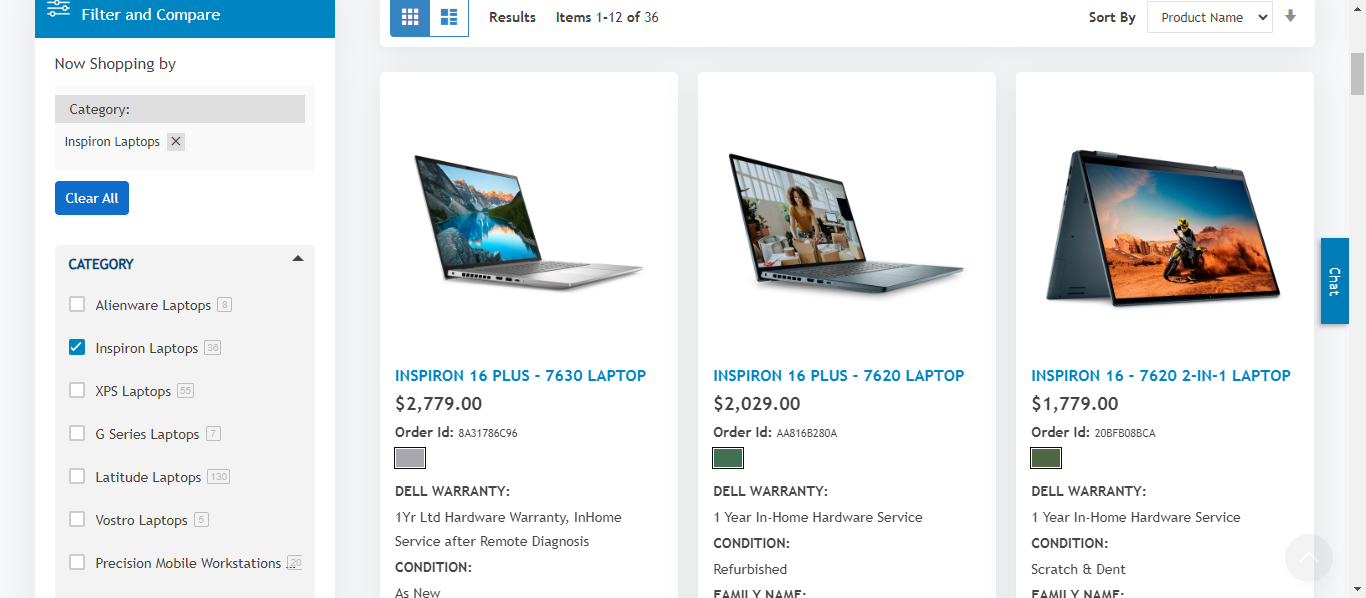 Filter and Compare
Now Shopping by
Category:
Inspiron Laptops
Clear All
CATEGORY
Alienware Laptops 8
Inspiron Laptops 36
XPS Laptops 55
G Series Laptops 7
Latitude Laptops 130
Vostro Laptops 5
Precision Mobile Workstations ... 20
Results Items 1-12 of 36
Sort By Product Name
INSPIRON 16 PLUS - 7630 LAPTOP
$2,779.00
Order Id: 8A31786C96
DELL WARRANTY:
1Yr Ltd Hardware Warranty, InHome
Service after Remote Diagnosis
CONDITION:
As New
INSPIRON 16 PLUS - 7620 LAPTOP
$2,029.00
Order Id: AA816B280A
DELL WARRANTY:
1 Year In-Home Hardware Service
CONDITION:
Refurbished
FAMILY NAME:
INSPIRON 16 - 7620 2-IN-1 LAPTOP
$1,779.00
Order Id: 20BFB08BCA
DELL WARRANTY:
1 Year In-Home Hardware Service
CONDITION:
Scratch & Dent
FAMILY NAME:
Chat